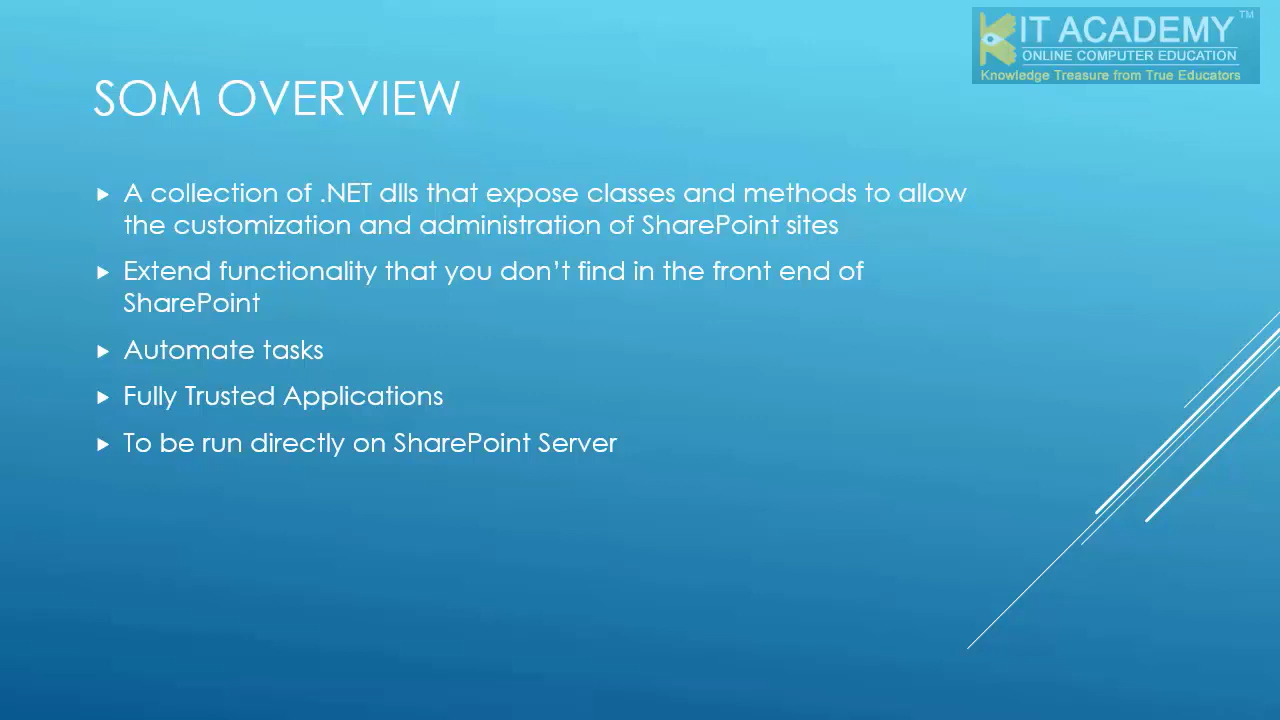 KIT ACADEMY TM
ONLINE COMPUTER EDUCATION
Knowledge Treasure from True Educators
SOM OVERVIEW
A collection of .NET dlls that expose classes and methods to allow
the customization and administration of SharePoint sites
Extend functionality that you don’t find in the front end of
SharePoint
Automate tasks
Fully Trusted Applications
To be run directly on SharePoint Server